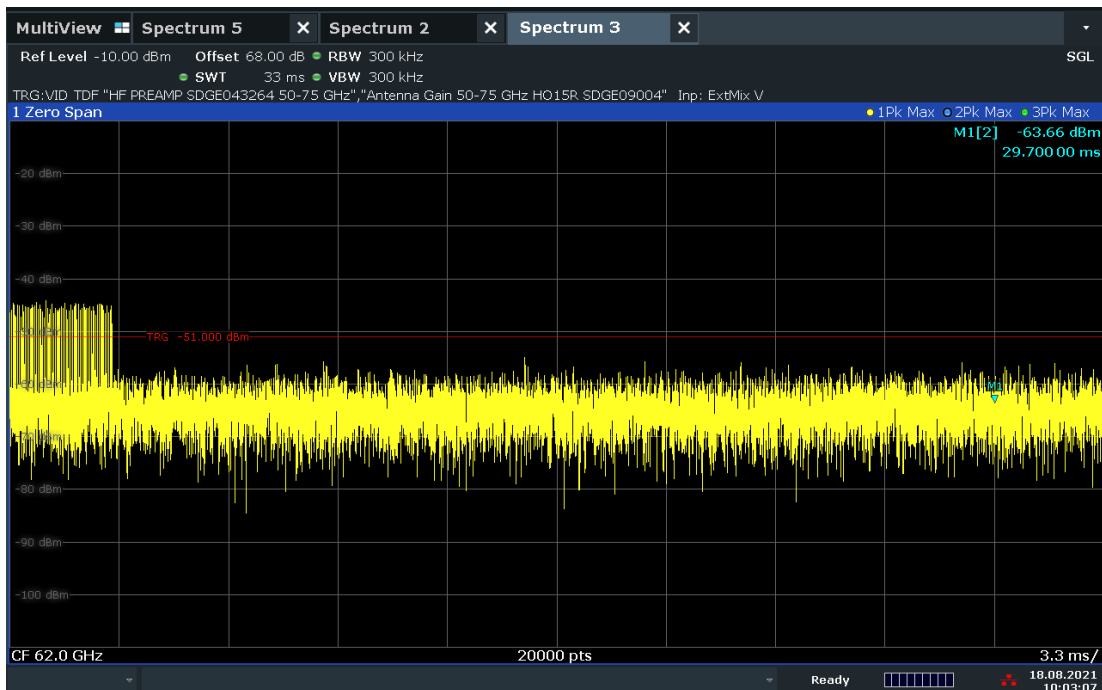 MultiView Spectrum 5 X Spectrum 2 X Spectrum 3 X
Ref Level -10.00 dBm Offset 68.00 dB RBW 300 kHz SGL
SWT 33 ms VBW 300 kHz
TRG:VID TDF "HF PREAMP SDGE043264 50-75 GHz","Antenna Gain 50-75 GHz HO15R SDGE09004" Inp: ExtMix V
1 Zero Span 1Pk Max 2Pk Max 3Pk Max
M1[2] -63.66 dBm
29.70000 ms
-20 dBm
-30 dBm
-40 dBm
TRG -51.000 dBm
M1
-80 dBm
-90 dBm
-100 dBm
CF 62.0 GHz 20000 pts 3.3 ms/
Ready 18.08.2021
10:03:07